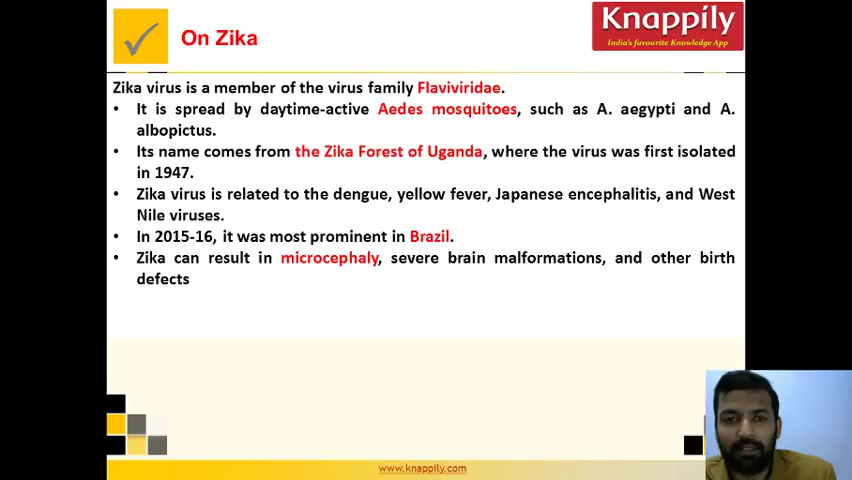 On Zika
Knappily
India's favourite Knowledge App
Zika virus is a member of the virus family Flaviviridae.
• It is spread by daytime-active Aedes mosquitoes, such as A. aegypti and A.
albopictus.
• Its name comes from the Zika Forest of Uganda, where the virus was first isolated
in 1947.
• Zika virus is related to the dengue, yellow fever, Japanese encephalitis, and West
Nile viruses.
• In 2015-16, it was most prominent in Brazil.
• Zika can result in microcephaly, severe brain malformations, and other birth
defects
www.knappily.com